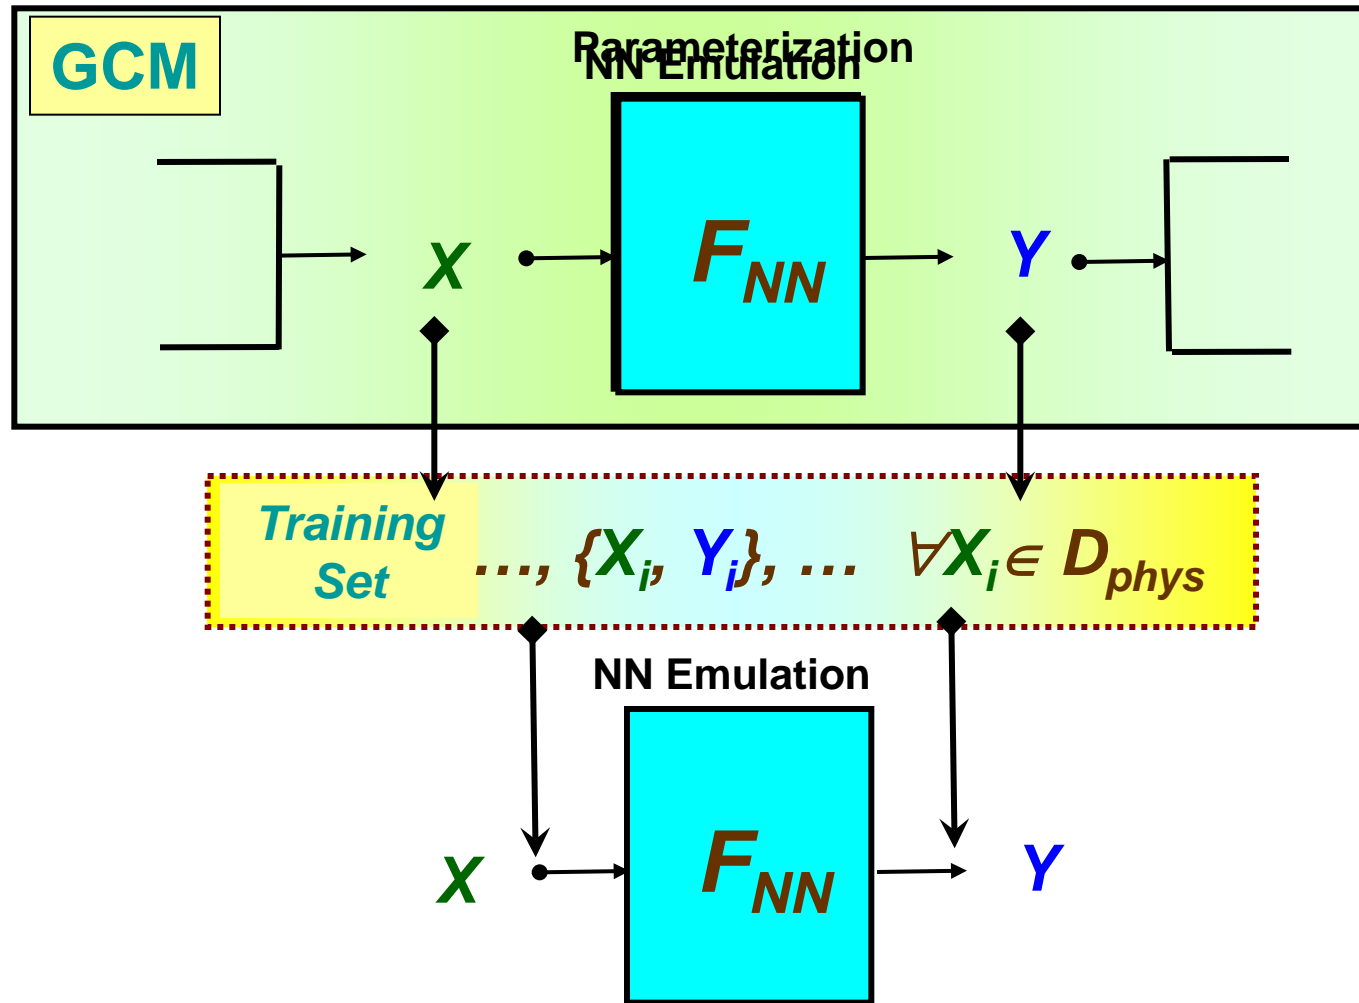 GCM
Parameterization
NN Emulation
X
F_NN
Y
Training
Set
…, {X_i, Y_i}, … ∀X_i ∈ D_phys
NN Emulation
X
F_NN
Y